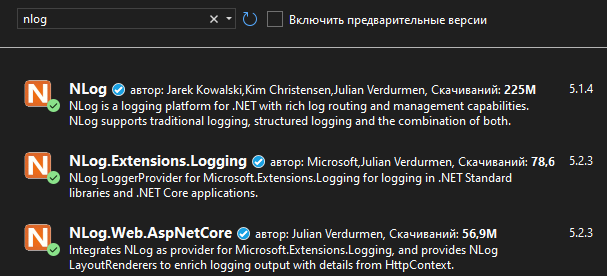 nlog
Включить предварительные версии
NLog автор: Jarek Kowalski,Kim Christensen,Julian Verdurmen, Скачиваний: 225M 5.1.4
NLog is a logging platform for .NET with rich log routing and management capabilities.
NLog supports traditional logging, structured logging and the combination of both.
NLog.Extensions.Logging автор: Microsoft,Julian Verdurmen, Скачиваний: 78,6 5.2.3
NLog LoggerProvider for Microsoft.Extensions.Logging for logging in .NET Standard
libraries and .NET Core applications.
NLog.Web.AspNetCore автор: Julian Verdurmen, Скачиваний: 56,9M 5.2.3
Integrates NLog as provider for Microsoft.Extensions.Logging, and provides NLog
LayoutRenderers to enrich logging output with details from HttpContext.